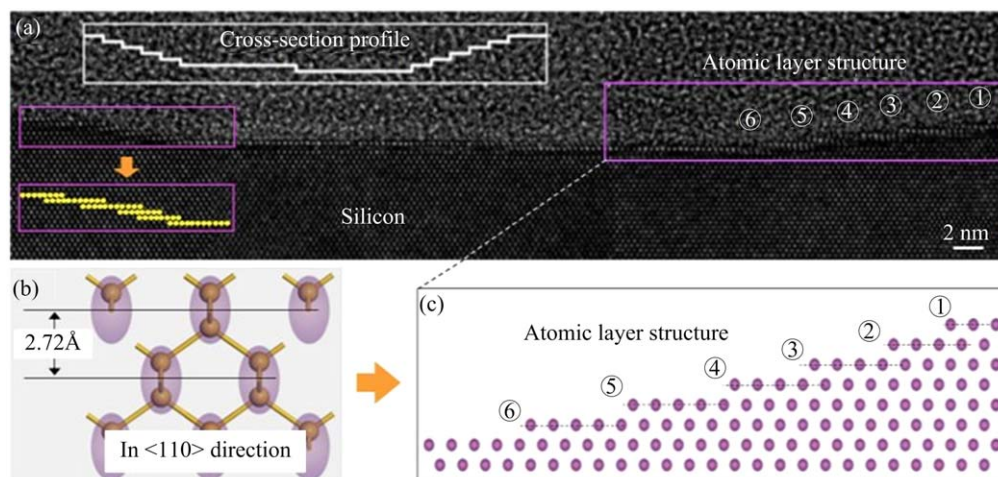 (a)
Cross-section profile
Atomic layer structure
⑥ ⑤ ④ ③ ② ①
Silicon
2 nm
(b)
2.72Å
In <110> direction
(c)
Atomic layer structure
①
②
③
④
⑤
⑥